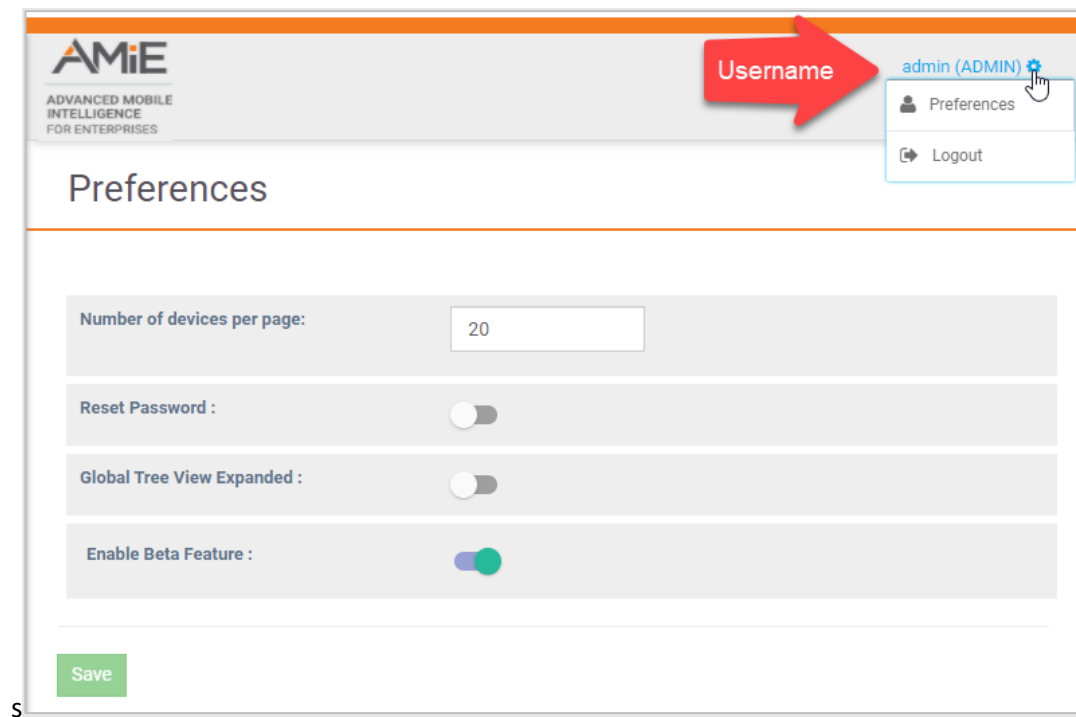 AMiE
ADVANCED MOBILE
INTELLIGENCE
FOR ENTERPRISES
Username
admin (ADMIN)
Preferences
Logout
Preferences
Number of devices per page:
20
Reset Password :
Global Tree View Expanded :
Enable Beta Feature :
Save
s